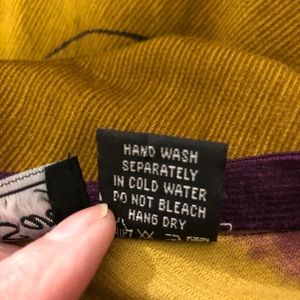 HAND WASH
SEPARATELY
IN COLD WATER
DO NOT BLEACH
HANG DRY